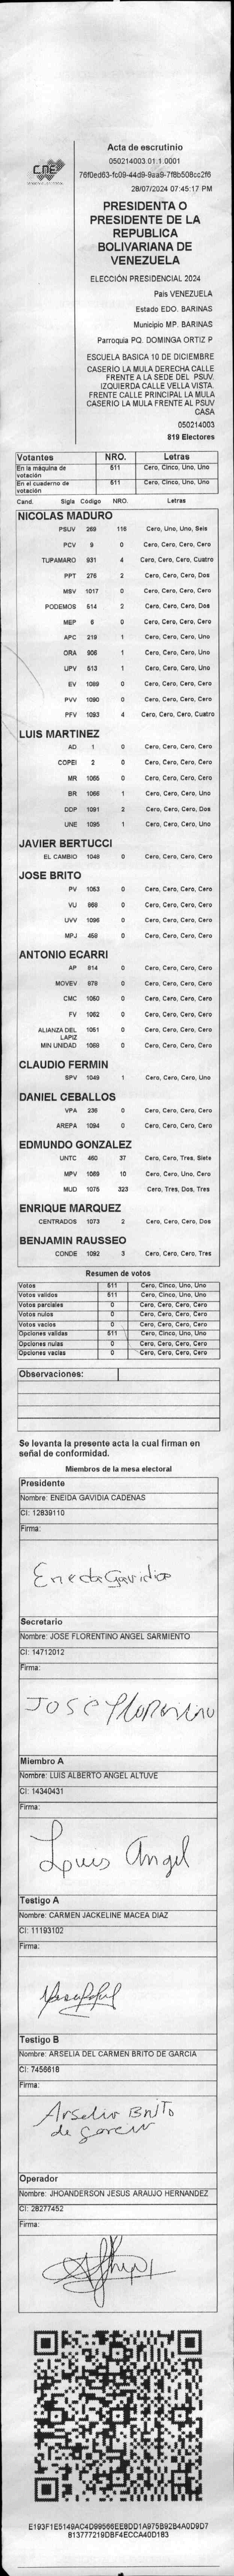 CNE
Acta de escrutinio
050214003.01.1.0001
76f0ed63-fc09-44d9-9aa9-7f8b508cc2f6
28/07/2024 07:45:17 PM
PRESIDENTA O
PRESIDENTE DE LA
REPUBLICA
BOLIVARIANA DE
VENEZUELA
ELECCIÓN PRESIDENCIAL 2024
País VENEZUELA
Estado EDO. BARINAS
Municipio MP. BARINAS
Parroquia PQ. DOMINGA ORTIZ P
ESCUELA BASICA 10 DE DICIEMBRE
CASERIO LA MULA DERECHA CALLE
FRENTE A LA SEDE DEL PSUV.
IZQUIERDA CALLE VELLA VISTA.
FRENTE CALLE PRINCIPAL LA MULA
CASERIO LA MULA FRENTE AL PSUV
CASA
050214003
819 Electores
Votantes NRO. Letras
En la máquina de votación 511 Cero, Cinco, Uno, Uno
En el cuaderno de votación 511 Cero, Cinco, Uno, Uno
Cand. Sigla Código NRO. Letras
NICOLAS MADURO
PSUV 269 116 Cero, Uno, Uno, Seis
PCV 9 0 Cero, Cero, Cero, Cero
TUPAMARO 931 4 Cero, Cero, Cero, Cuatro
PPT 276 2 Cero, Cero, Cero, Dos
MSV 1017 0 Cero, Cero, Cero, Cero
PODEMOS 514 2 Cero, Cero, Cero, Dos
MEP 6 0 Cero, Cero, Cero, Cero
APC 219 1 Cero, Cero, Cero, Uno
ORA 906 1 Cero, Cero, Cero, Uno
UPV 513 1 Cero, Cero, Cero, Uno
EV 1089 0 Cero, Cero, Cero, Cero
PVV 1090 0 Cero, Cero, Cero, Cero
PFV 1093 4 Cero, Cero, Cero, Cuatro
LUIS MARTINEZ
AD 1 0 Cero, Cero, Cero, Cero
COPEI 2 0 Cero, Cero, Cero, Cero
MR 1065 0 Cero, Cero, Cero, Cero
BR 1066 1 Cero, Cero, Cero, Uno
DDP 1091 2 Cero, Cero, Cero, Dos
UNE 1095 1 Cero, Cero, Cero, Uno
JAVIER BERTUCCI
EL CAMBIO 1048 0 Cero, Cero, Cero, Cero
JOSE BRITO
PV 1053 0 Cero, Cero, Cero, Cero
VU 868 0 Cero, Cero, Cero, Cero
UVV 1096 0 Cero, Cero, Cero, Cero
MPJ 458 0 Cero, Cero, Cero, Cero
ANTONIO ECARRI
AP 814 0 Cero, Cero, Cero, Cero
MOVEV 878 0 Cero, Cero, Cero, Cero
CMC 1050 0 Cero, Cero, Cero, Cero
FV 1062 0 Cero, Cero, Cero, Cero
ALIANZA DEL LAPIZ 1051 0 Cero, Cero, Cero, Cero
MIN UNIDAD 1088 0 Cero, Cero, Cero, Cero
CLAUDIO FERMIN
SPV 1049 1 Cero, Cero, Cero, Uno
DANIEL CEBALLOS
VPA 236 0 Cero, Cero, Cero, Cero
AREPA 1094 0 Cero, Cero, Cero, Cero
EDMUNDO GONZALEZ
UNTC 460 37 Cero, Cero, Tres, Siete
MPV 1069 10 Cero, Cero, Uno, Cero
MUD 1075 323 Cero, Tres, Dos, Tres
ENRIQUE MARQUEZ
CENTRADOS 1073 2 Cero, Cero, Cero, Dos
BENJAMIN RAUSSEO
CONDE 1092 3 Cero, Cero, Cero, Tres
Resumen de votos
Votos 511 Cero, Cinco, Uno, Uno
Votos validos 511 Cero, Cinco, Uno, Uno
Votos parciales 0 Cero, Cero, Cero, Cero
Votos nulos 0 Cero, Cero, Cero, Cero
Votos vacios 0 Cero, Cero, Cero, Cero
Opciones validas 511 Cero, Cinco, Uno, Uno
Opciones nulas 0 Cero, Cero, Cero, Cero
Opciones vacias 0 Cero, Cero, Cero, Cero
Observaciones:
Se levanta la presente acta la cual firman en
señal de conformidad.
Miembros de la mesa electoral
Presidente
Nombre: ENEIDA GAVIDIA CADENAS
CI: 12839110
Firma:
Eneida Gavidia
Secretario
Nombre: JOSE FLORENTINO ANGEL SARMIENTO
CI: 14712012
Firma:
JOSE Florentino
Miembro A
Nombre: LUIS ALBERTO ANGEL ALTUVE
CI: 14340431
Firma:
Luis Angel
Testigo A
Nombre: CARMEN JACKELINE MACEA DIAZ
CI: 11193102
Firma:
Testigo B
Nombre: ARSELIA DEL CARMEN BRITO DE GARCIA
CI: 7456618
Firma:
Arselia Brito
de Garcia
Operador
Nombre: JHOANDERSON JESUS ARAUJO HERNANDEZ
CI: 28277452
Firma:
E193F1E5149AC4D99566EE8DD1A975B92B4A0D9D7
813777219DBF4ECCA40D183